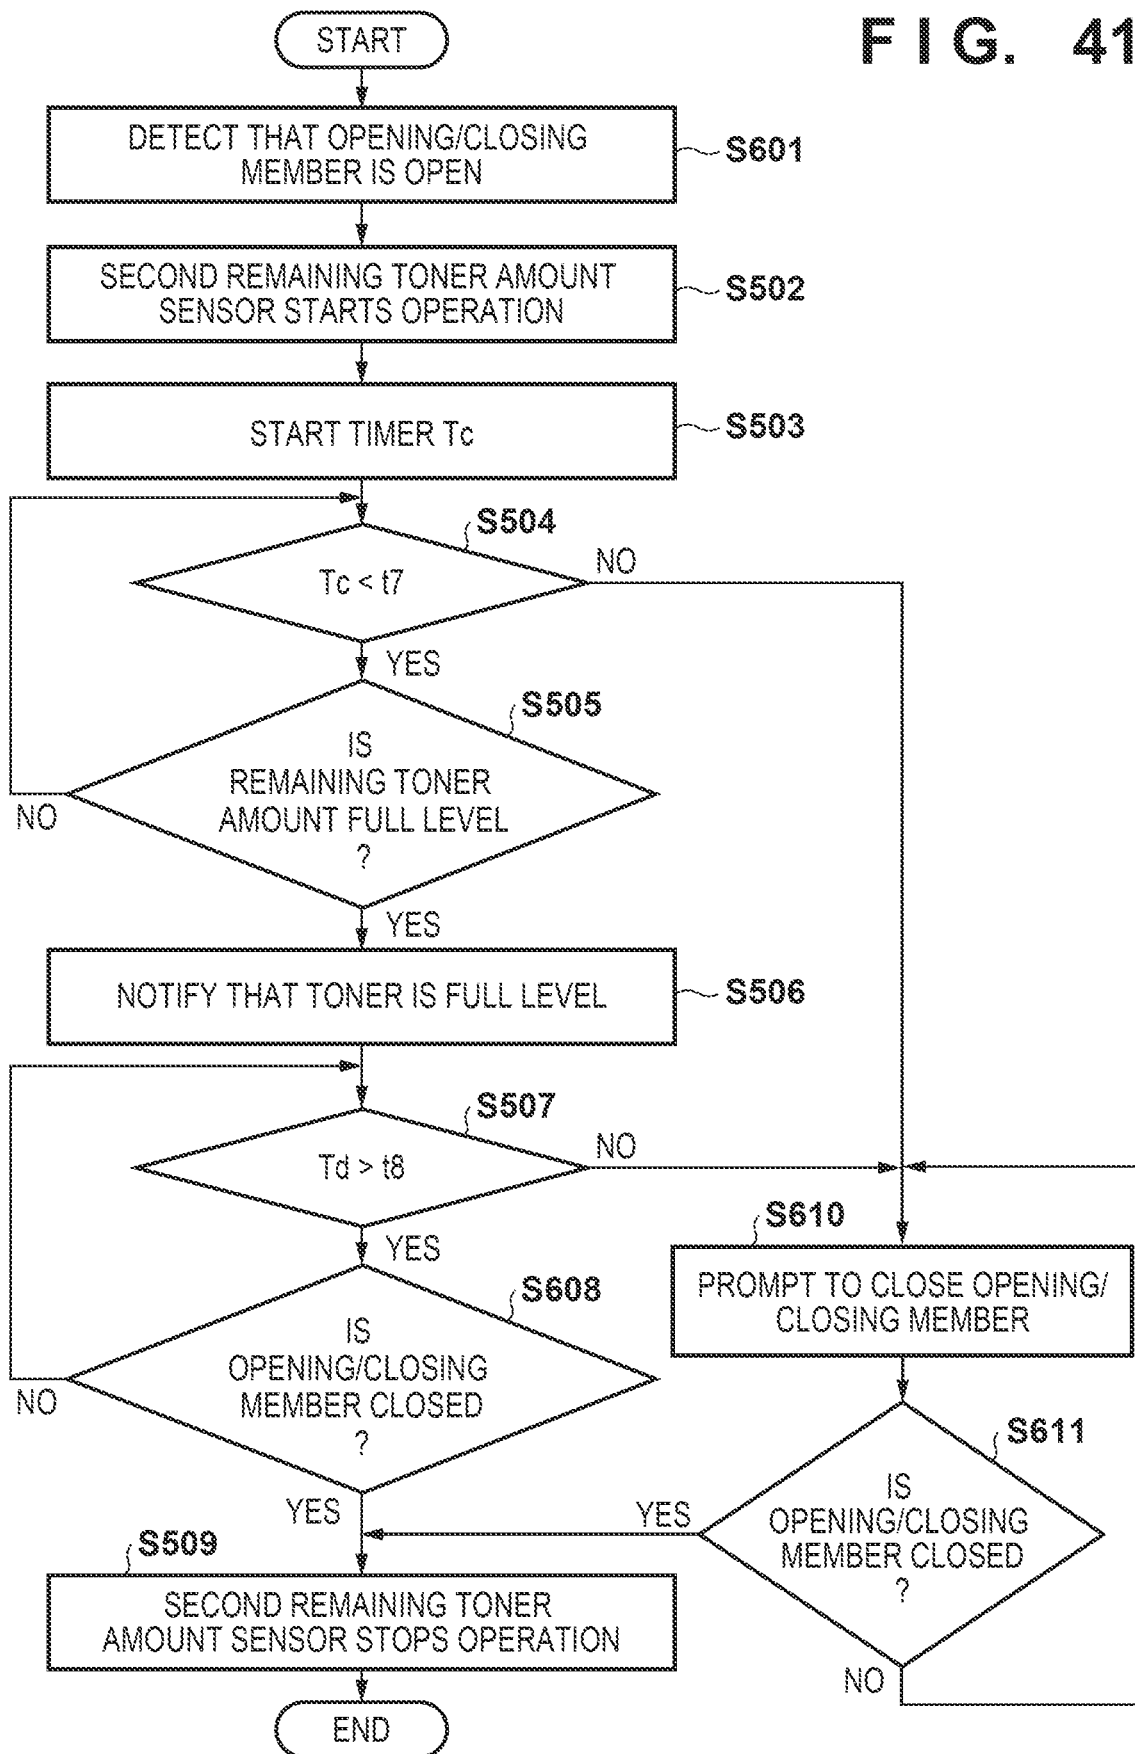 FIG. 41
START
DETECT THAT OPENING/CLOSING
MEMBER IS OPEN
S601
SECOND REMAINING TONER AMOUNT
SENSOR STARTS OPERATION
S502
START TIMER Tc
S503
S504
Tc < t7
NO
YES
S505
IS
REMAINING TONER
AMOUNT FULL LEVEL
?
NO
YES
NOTIFY THAT TONER IS FULL LEVEL
S506
S507
Td > t8
NO
YES
S608
IS
OPENING/CLOSING
MEMBER CLOSED
?
NO
YES
S610
PROMPT TO CLOSE OPENING/
CLOSING MEMBER
S611
IS
OPENING/CLOSING
MEMBER CLOSED
?
YES
NO
S509
SECOND REMAINING TONER
AMOUNT SENSOR STOPS OPERATION
END